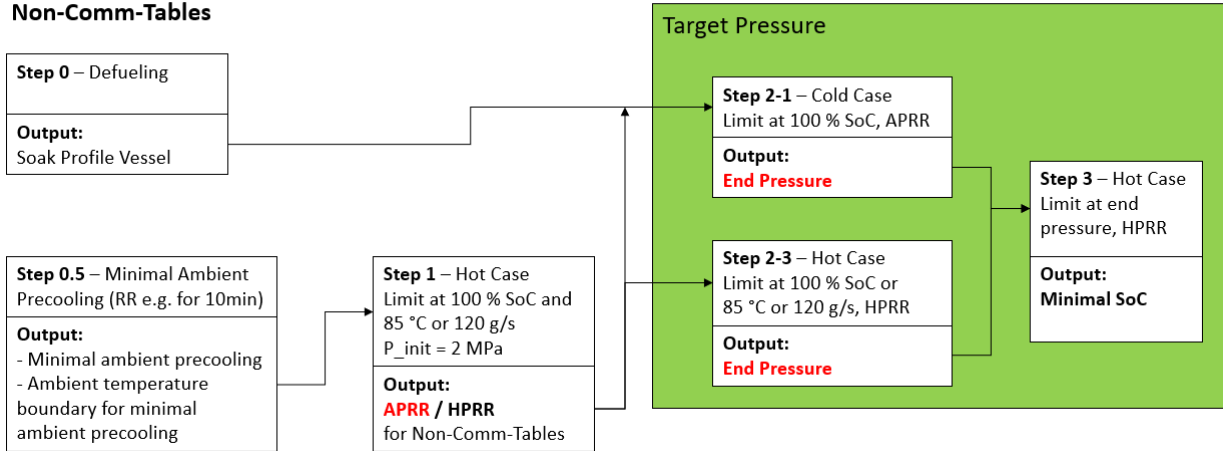 Non-Comm-Tables
Step 0 – Defueling
Output:
Soak Profile Vessel
Step 0.5 – Minimal Ambient
Precooling (RR e.g. for 10min)
Output:
- Minimal ambient precooling
- Ambient temperature
boundary for minimal
ambient precooling
Step 1 – Hot Case
Limit at 100 % SoC and
85 °C or 120 g/s
P_init = 2 MPa
Output:
APRR / HPRR
for Non-Comm-Tables
Target Pressure
Step 2-1 – Cold Case
Limit at 100 % SoC, APRR
Output:
End Pressure
Step 2-3 – Hot Case
Limit at 100 % SoC or
85 °C or 120 g/s, HPRR
Output:
End Pressure
Step 3 – Hot Case
Limit at end
pressure, HPRR
Output:
Minimal SoC